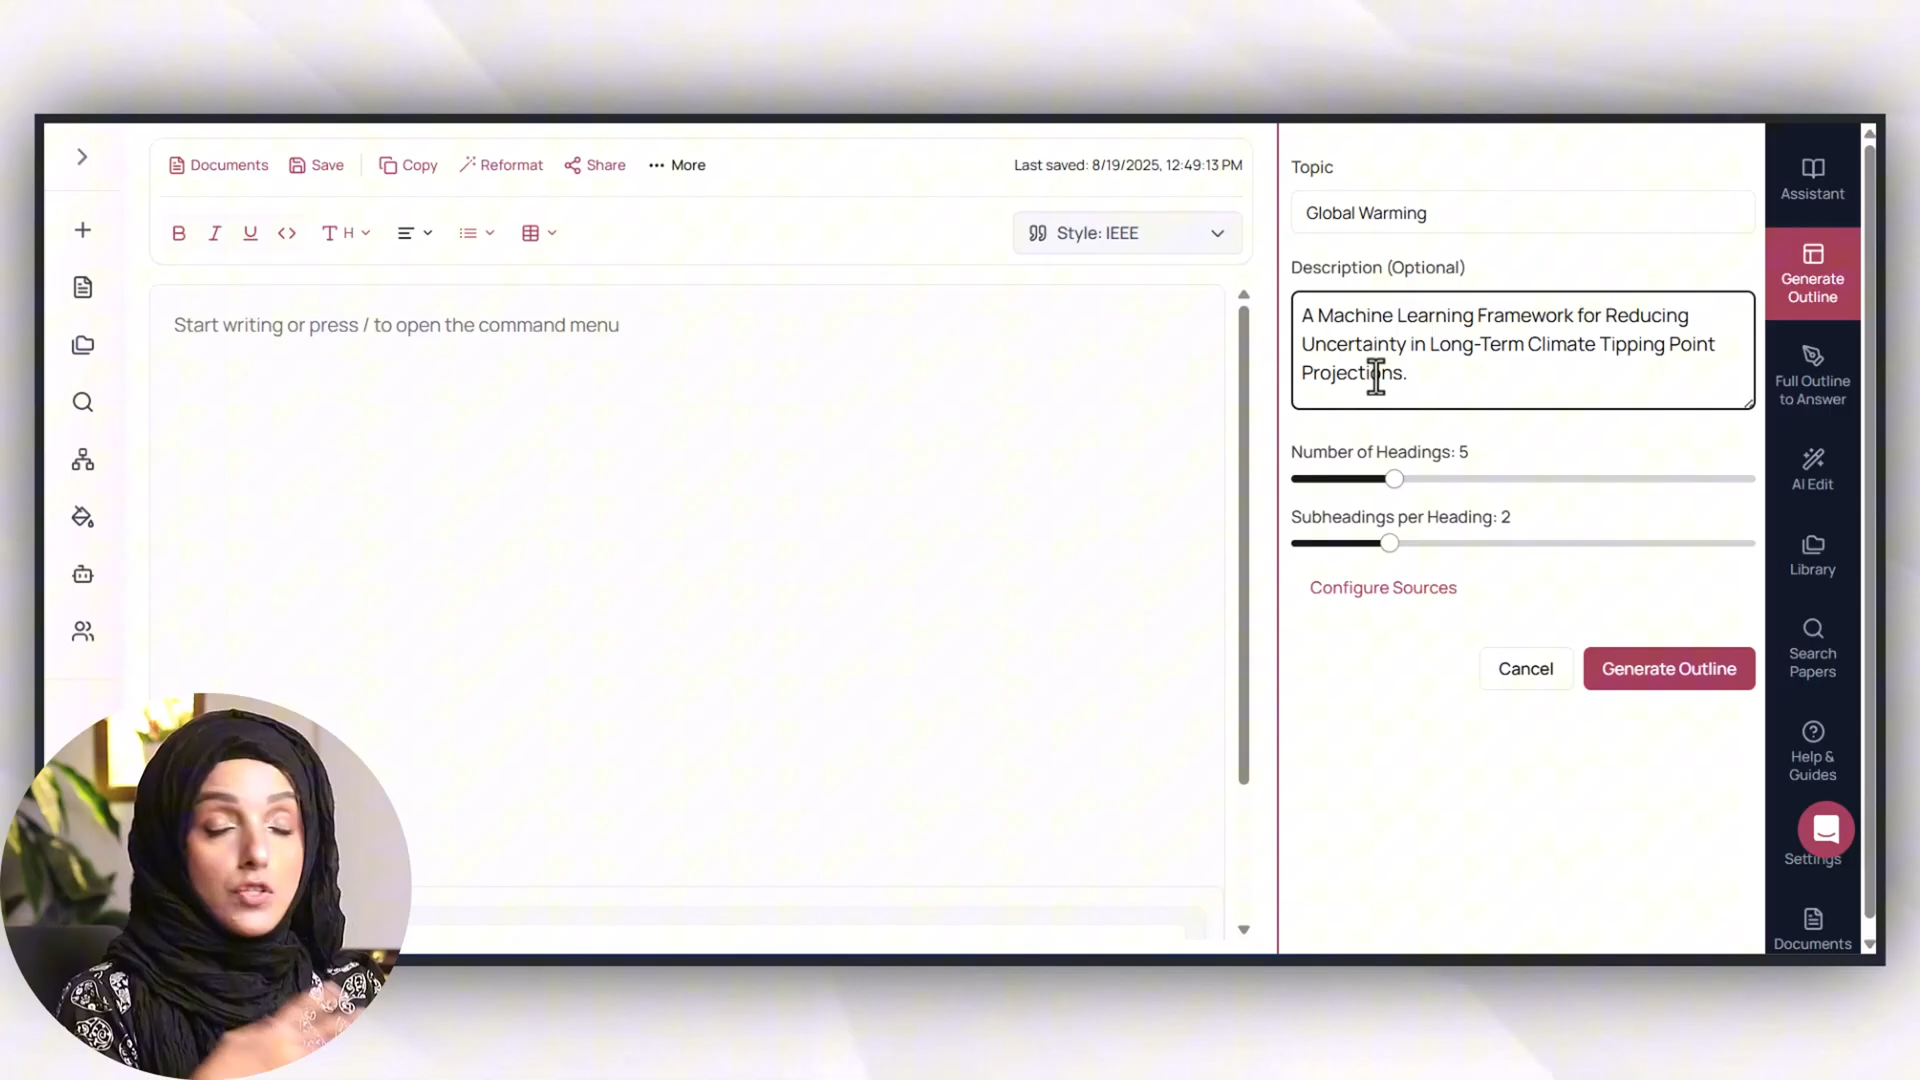 Documents Save Copy Reformat Share More Last saved: 8/19/2025, 12:49:13 PM
B I U <> T H Style: IEEE
Start writing or press / to open the command menu
Topic
Global Warming
Description (Optional)
A Machine Learning Framework for Reducing
Uncertainty in Long-Term Climate Tipping Point
Projections.
Number of Headings: 5
Subheadings per Heading: 2
Configure Sources
Cancel Generate Outline
Assistant
Generate
Outline
Full Outline
to Answer
AI Edit
Library
Search
Papers
Help &
Guides
Settings
Documents